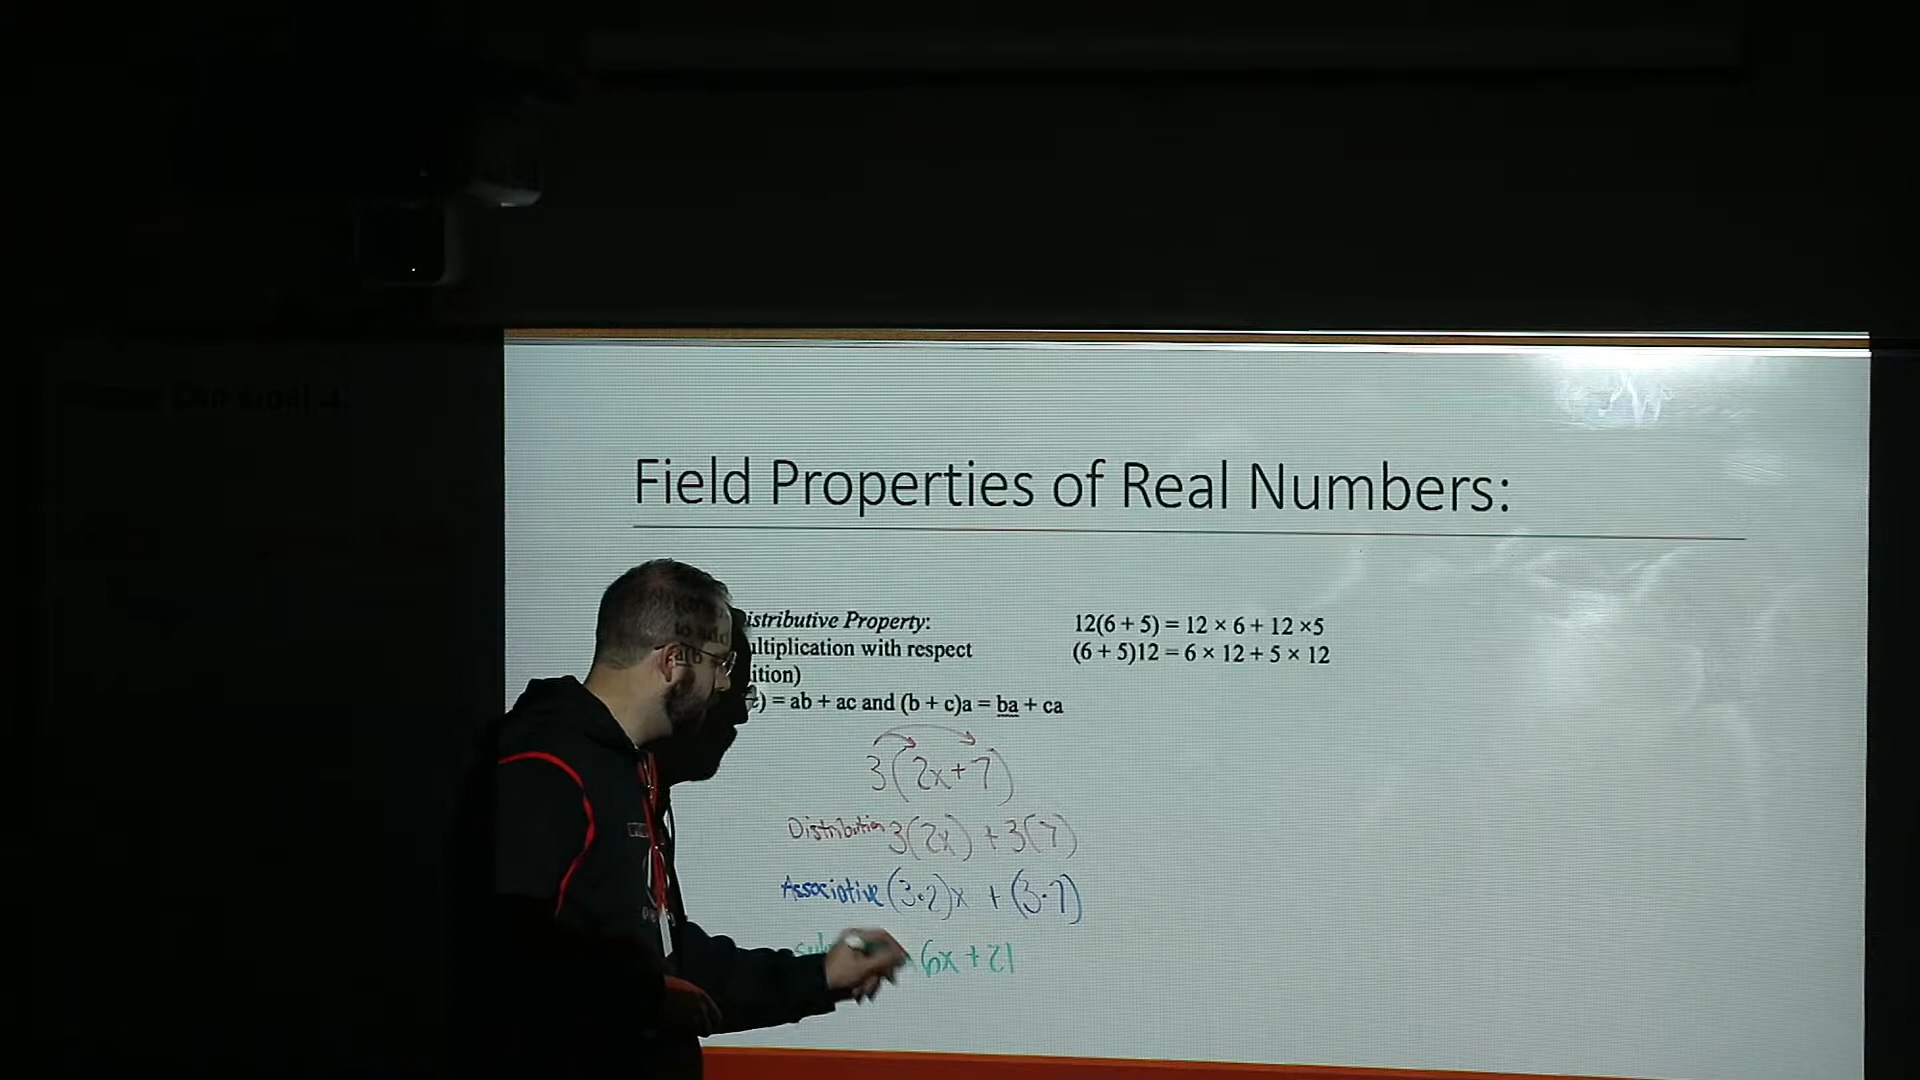 Field Properties of Real Numbers:
istributive Property:
ultiplication with respect
ition)
) = ab + ac and (b + c)a = ba + ca
12(6 + 5) = 12 × 6 + 12 ×5
(6 + 5)12 = 6 × 12 + 5 × 12
3(2x+7)
Distribution 3(2x) + 3(7)
Associative (3·2)x + (3·7)
6x + 21